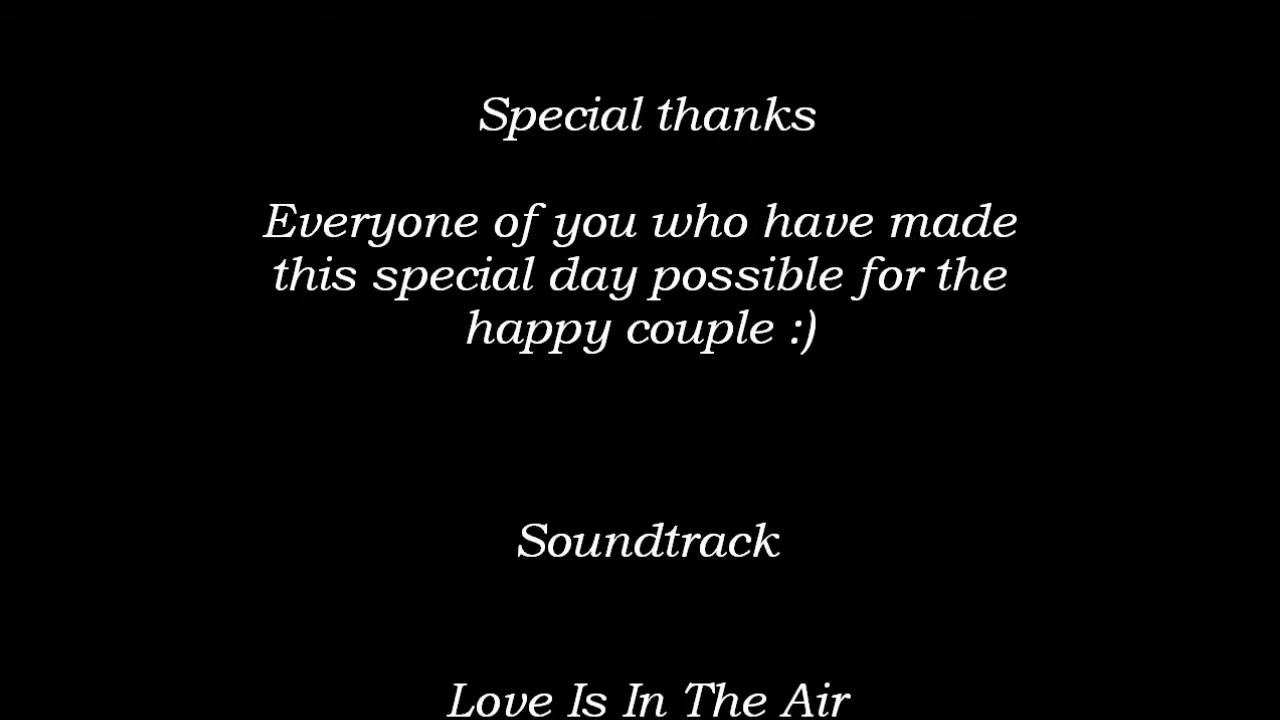 Special thanks
Everyone of you who have made
this special day possible for the
happy couple :)
Soundtrack
Love Is In The Air